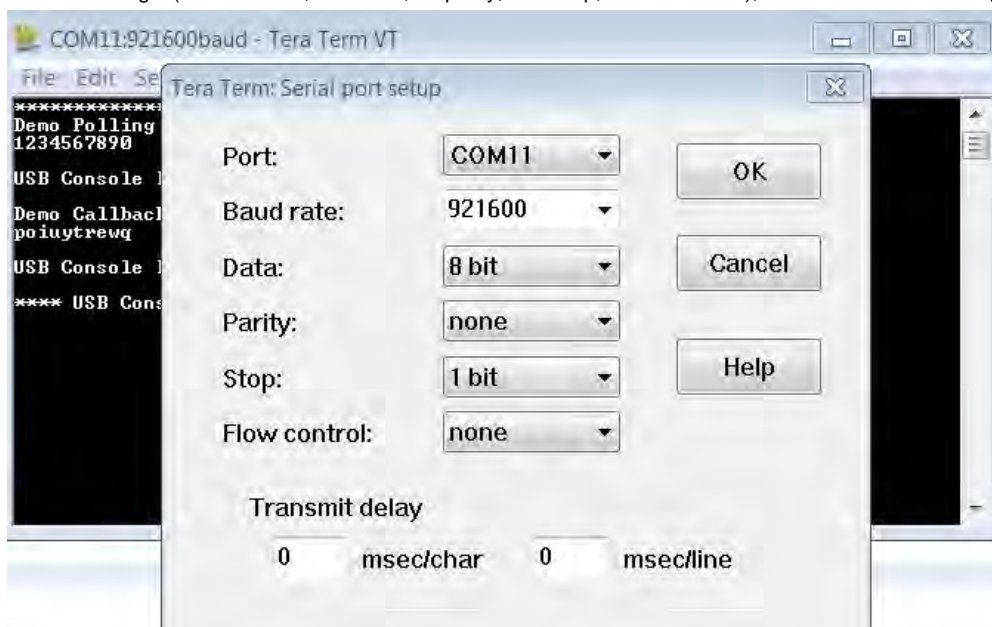 COM11:921600baud - Tera Term VT
File Edit Se
Tera Term: Serial port setup
*************
Demo Polling
1234567890
USB Console
Demo Callbac
poiuytrewq
USB Console
**** USB Cons
Port: COM11
OK
Baud rate: 921600
Data: 8 bit
Cancel
Parity: none
Stop: 1 bit
Help
Flow control: none
Transmit delay
0 msec/char 0 msec/line